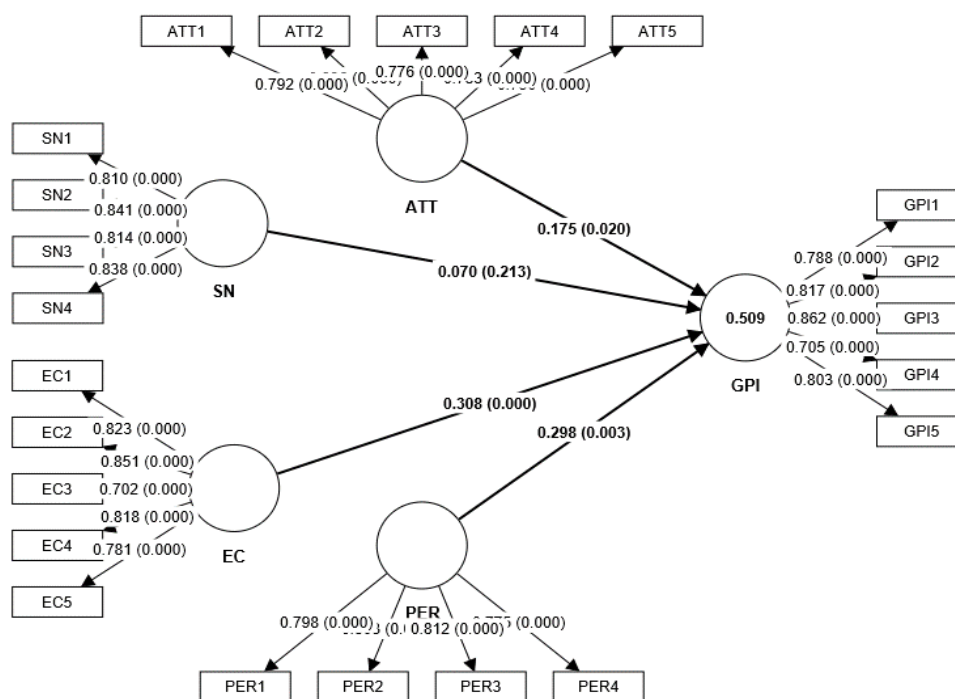 ATT1
ATT2
ATT3
ATT4
ATT5
0.792 (0.000)
0.776 (0.000)
ATT
SN1
SN2
SN3
SN4
0.810 (0.000)
0.841 (0.000)
0.814 (0.000)
0.838 (0.000)
SN
0.175 (0.020)
0.070 (0.213)
0.308 (0.000)
0.298 (0.003)
0.509
GPI
GPI1
GPI2
GPI3
GPI4
GPI5
0.788 (0.000)
0.817 (0.000)
0.862 (0.000)
0.705 (0.000)
0.803 (0.000)
EC1
EC2
EC3
EC4
EC5
0.823 (0.000)
0.851 (0.000)
0.702 (0.000)
0.818 (0.000)
0.781 (0.000)
EC
PER
0.798 (0.000)
0.812 (0.000)
PER1
PER2
PER3
PER4